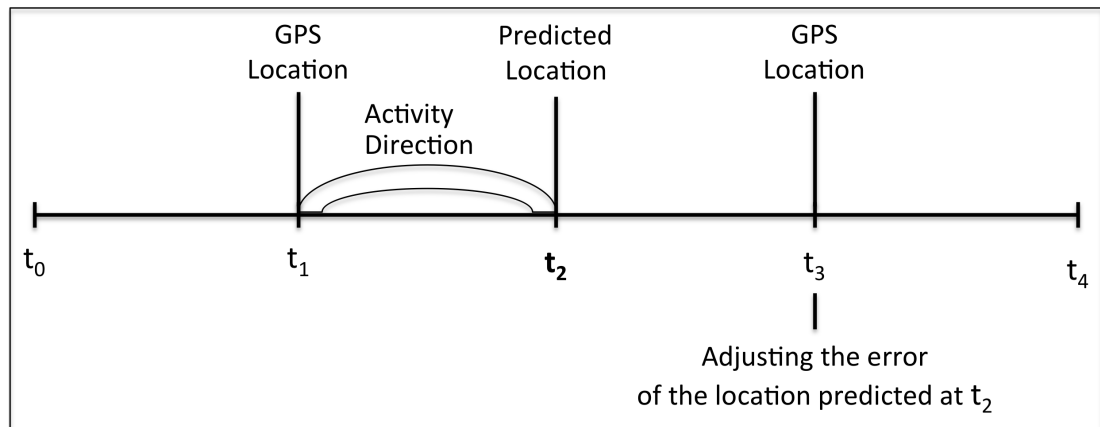 GPS
Location
Predicted
Location
GPS
Location
Activity
Direction
t₀
t₁
t₂
t₃
t₄
Adjusting the error
of the location predicted at t₂